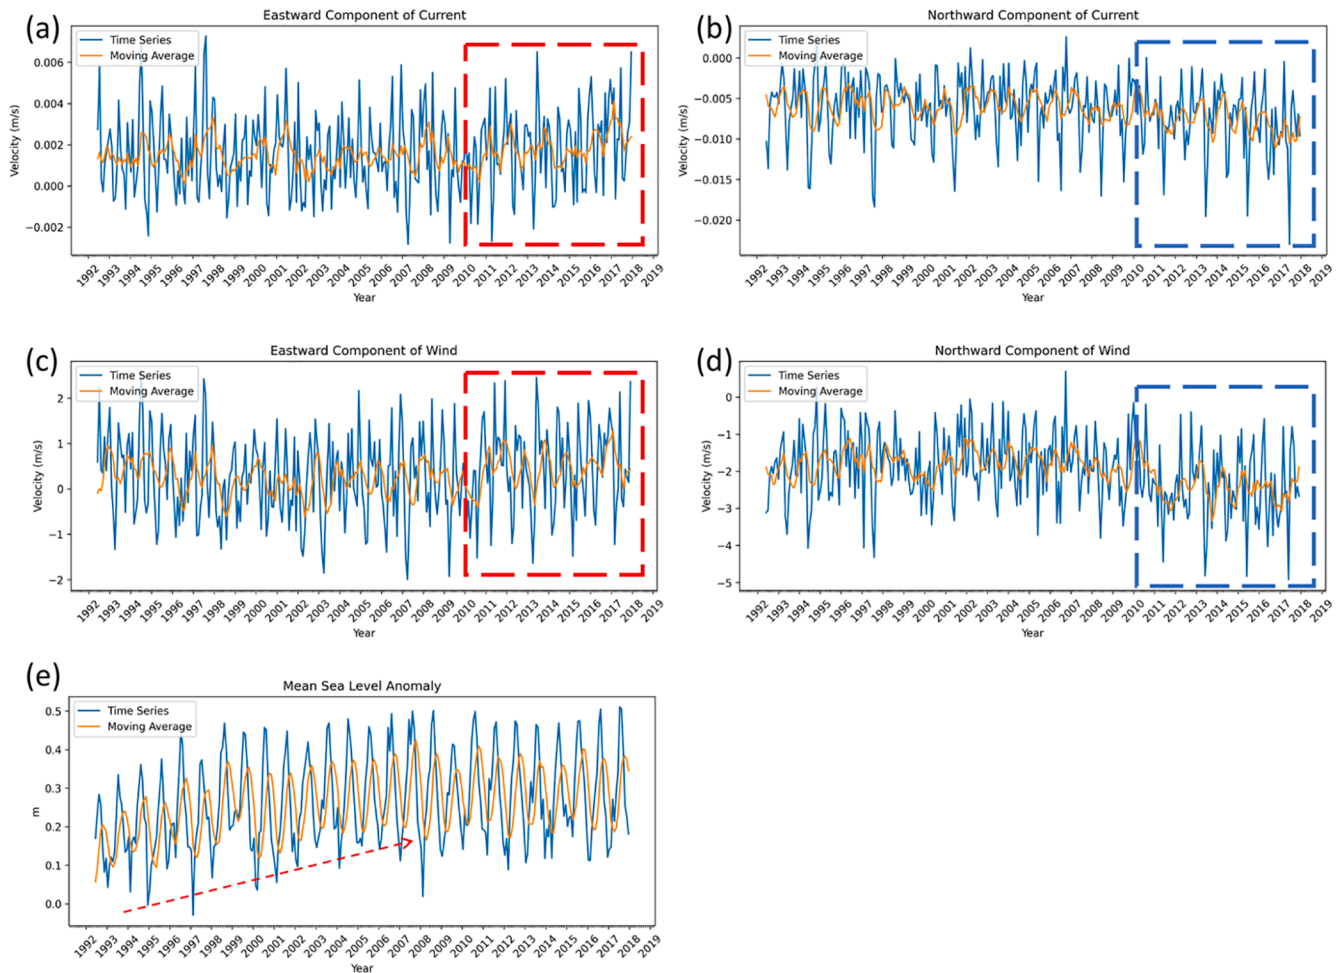 (a)
Eastward Component of Current
Time Series
Moving Average
0.006
0.004
0.002
0.000
−0.002
Velocity (m/s)
1992 1993 1994 1995 1996 1997 1998 1999 2000 2001 2002 2003 2004 2005 2006 2007 2008 2009 2010 2011 2012 2013 2014 2015 2016 2017 2018 2019
Year
(b)
Northward Component of Current
Time Series
Moving Average
0.000
−0.005
−0.010
−0.015
−0.020
Velocity (m/s)
1992 1993 1994 1995 1996 1997 1998 1999 2000 2001 2002 2003 2004 2005 2006 2007 2008 2009 2010 2011 2012 2013 2014 2015 2016 2017 2018 2019
Year
(c)
Eastward Component of Wind
Time Series
Moving Average
2
1
0
−1
−2
Velocity (m/s)
1992 1993 1994 1995 1996 1997 1998 1999 2000 2001 2002 2003 2004 2005 2006 2007 2008 2009 2010 2011 2012 2013 2014 2015 2016 2017 2018 2019
Year
(d)
Northward Component of Wind
Time Series
Moving Average
0
−1
−2
−3
−4
−5
Velocity (m/s)
1992 1993 1994 1995 1996 1997 1998 1999 2000 2001 2002 2003 2004 2005 2006 2007 2008 2009 2010 2011 2012 2013 2014 2015 2016 2017 2018 2019
Year
(e)
Mean Sea Level Anomaly
Time Series
Moving Average
0.5
0.4
0.3
0.2
0.1
0.0
m
1992 1993 1994 1995 1996 1997 1998 1999 2000 2001 2002 2003 2004 2005 2006 2007 2008 2009 2010 2011 2012 2013 2014 2015 2016 2017 2018 2019
Year